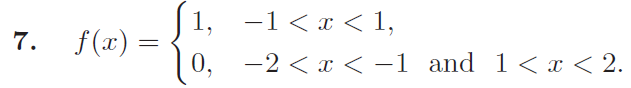 7. f(x) = { 1, −1 < x < 1,
0, −2 < x < −1 and 1 < x < 2.